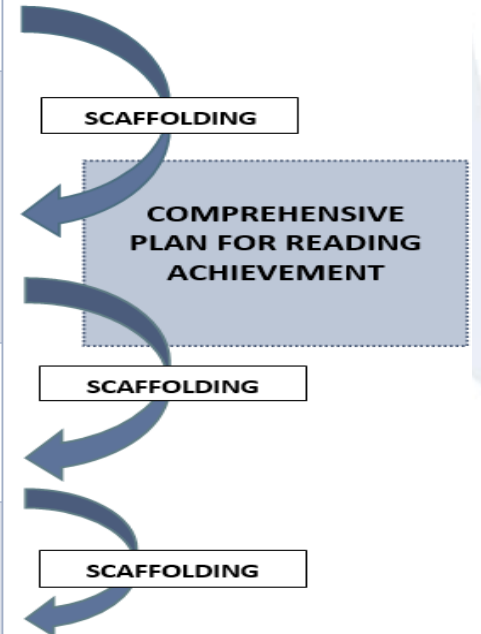 SCAFFOLDING
COMPREHENSIVE
PLAN FOR READING
ACHIEVEMENT
SCAFFOLDING
SCAFFOLDING